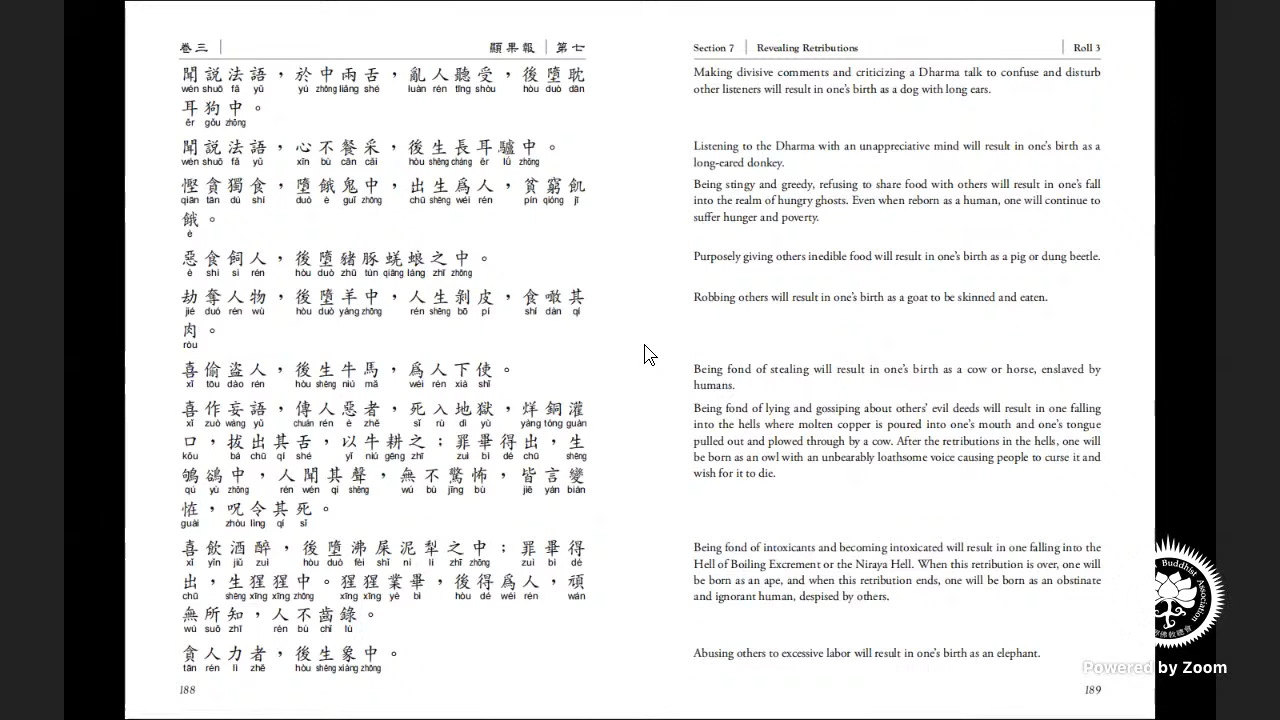 卷三 | 顯果報 | 第七
聞說法語，於中兩舌，亂人聽受，後墮耽
wén shuō fǎ yǔ yú zhōng liǎng shé luàn rén tīng shòu hòu duò dān
耳狗中。
ěr gǒu zhōng
聞說法語，心不餐采，後生長耳驢中。
wén shuō fǎ yǔ xīn bù cān cǎi hòu shēng cháng ěr lǘ zhōng
慳貪獨食，墮餓鬼中，出生爲人，貧窮飢
qiān tān dú shí duò è guǐ zhōng chū shēng wéi rén pín qióng jī
餓。
è
惡食飼人，後墮豬豚蜣蜋之中。
è shí sì rén hòu duò zhū tún qiāng láng zhī zhōng
劫奪人物，後墮羊中，人生剝皮，食噉其
jié duó rén wù hòu duò yáng zhōng rén shēng bō pí shí dàn qí
肉。
ròu
喜偷盜人，後生牛馬，爲人下使。
xǐ tōu dào rén hòu shēng niú mǎ wéi rén xià shǐ
喜作妄語，傳人惡者，死入地獄，烊銅灌
xǐ zuò wàng yǔ chuán rén è zhě sǐ rù dì yù yáng tóng guàn
口，拔出其舌，以牛耕之；罪畢得出，生
kǒu bá chū qí shé yǐ niú gēng zhī zuì bì dé chū shēng
鴝鵒中，人聞其聲，無不驚怖，皆言變
qú yù zhōng rén wén qí shēng wú bù jīng bù jiē yán biàn
恠，呪令其死。
guài zhòu lìng qí sǐ
喜飲酒醉，後墮沸屎泥犁之中；罪畢得
xǐ yǐn jiǔ zuì hòu duò fèi shǐ ní lí zhī zhōng zuì bì dé
出，生猩猩中。猩猩業畢，後得爲人，頑
chū shēng xīng xīng zhōng xīng xīng yè bì hòu dé wéi rén wán
無所知，人不齒錄。
wú suǒ zhī rén bù chǐ lù
貪人力者，後生象中。
tān rén lì zhě hòu shēng xiàng zhōng
188
Section 7 | Revealing Retributions | Roll 3
Making divisive comments and criticizing a Dharma talk to confuse and disturb
other listeners will result in one's birth as a dog with long ears.
Listening to the Dharma with an unappreciative mind will result in one's birth as a
long-eared donkey.
Being stingy and greedy, refusing to share food with others will result in one's fall
into the realm of hungry ghosts. Even when reborn as a human, one will continue to
suffer hunger and poverty.
Purposely giving others inedible food will result in one's birth as a pig or dung beetle.
Robbing others will result in one's birth as a goat to be skinned and eaten.
Being fond of stealing will result in one's birth as a cow or horse, enslaved by
humans.
Being fond of lying and gossiping about others' evil deeds will result in one falling
into the hells where molten copper is poured into one's mouth and one's tongue
pulled out and plowed through by a cow. After the retributions in the hells, one will
be born as an owl with an unbearably loathsome voice causing people to curse it and
wish for it to die.
Being fond of intoxicants and becoming intoxicated will result in one falling into the
Hell of Boiling Excrement or the Niraya Hell. When this retribution is over, one will
be born as an ape, and when this retribution ends, one will be born as an obstinate
and ignorant human, despised by others.
Abusing others to excessive labor will result in one's birth as an elephant.
189
Buddhist Association
Powered by Zoom